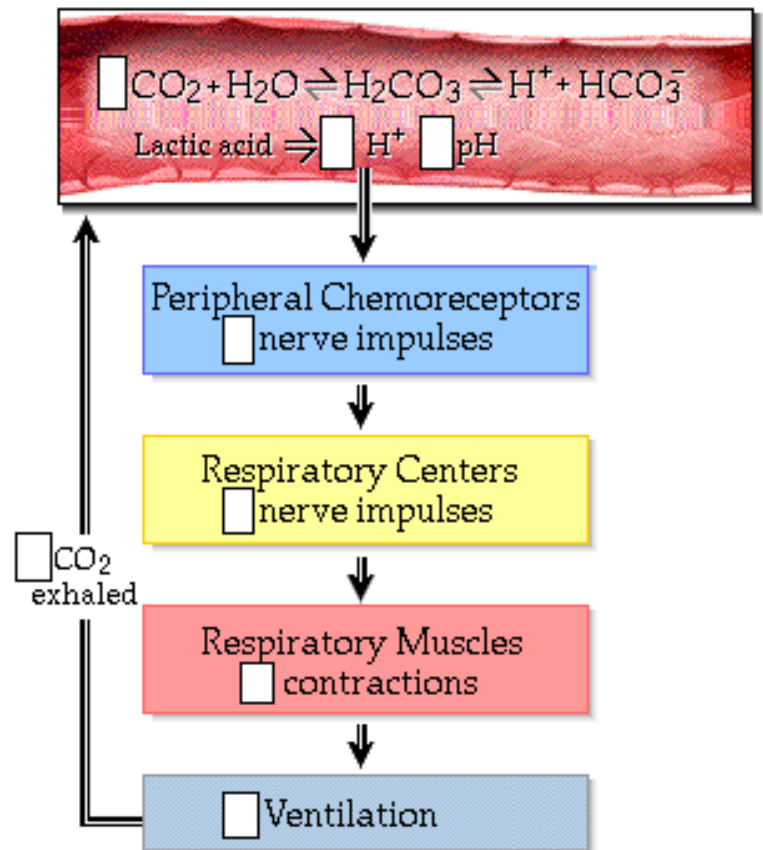 CO₂ + H₂O ⇌ H₂CO₃ ⇌ H⁺ + HCO₃⁻
Lactic acid ⇒ H⁺ pH
Peripheral Chemoreceptors
nerve impulses
Respiratory Centers
nerve impulses
CO₂
exhaled
Respiratory Muscles
contractions
Ventilation